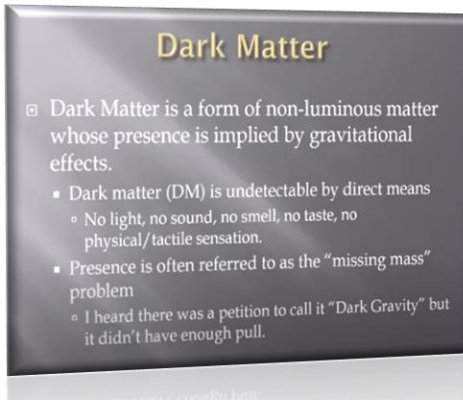 Dark Matter
Dark Matter is a form of non-luminous matter
whose presence is implied by gravitational
effects.
Dark matter (DM) is undetectable by direct means
No light, no sound, no smell, no taste, no
physical/tactile sensation.
Presence is often referred to as the “missing mass”
problem
I heard there was a petition to call it “Dark Gravity” but
it didn’t have enough pull.